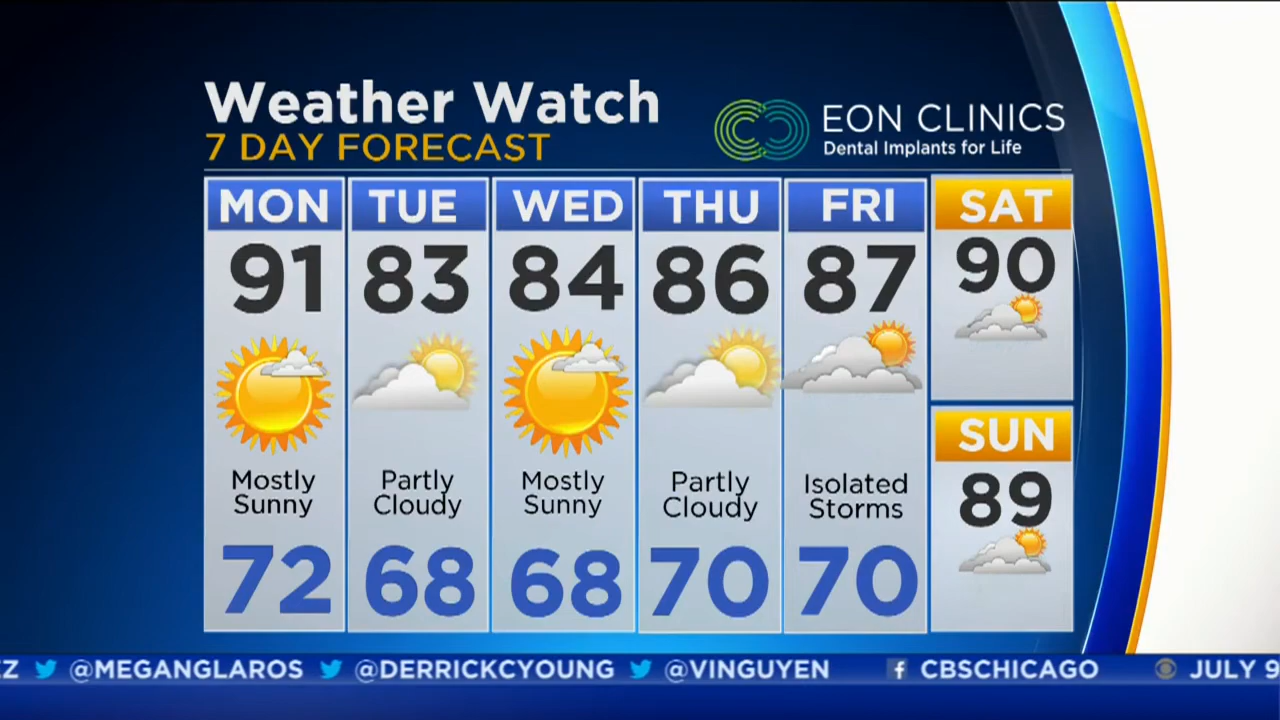 Weather Watch
7 DAY FORECAST
EON CLINICS
Dental Implants for Life
MON
91
Mostly
Sunny
72
TUE
83
Partly
Cloudy
68
WED
84
Mostly
Sunny
68
THU
86
Partly
Cloudy
70
FRI
87
Isolated
Storms
70
SAT
90
SUN
89
Z @MEGANGLAROS @DERRICKCYOUNG @VINGUYEN f CBSCHICAGO JULY 9